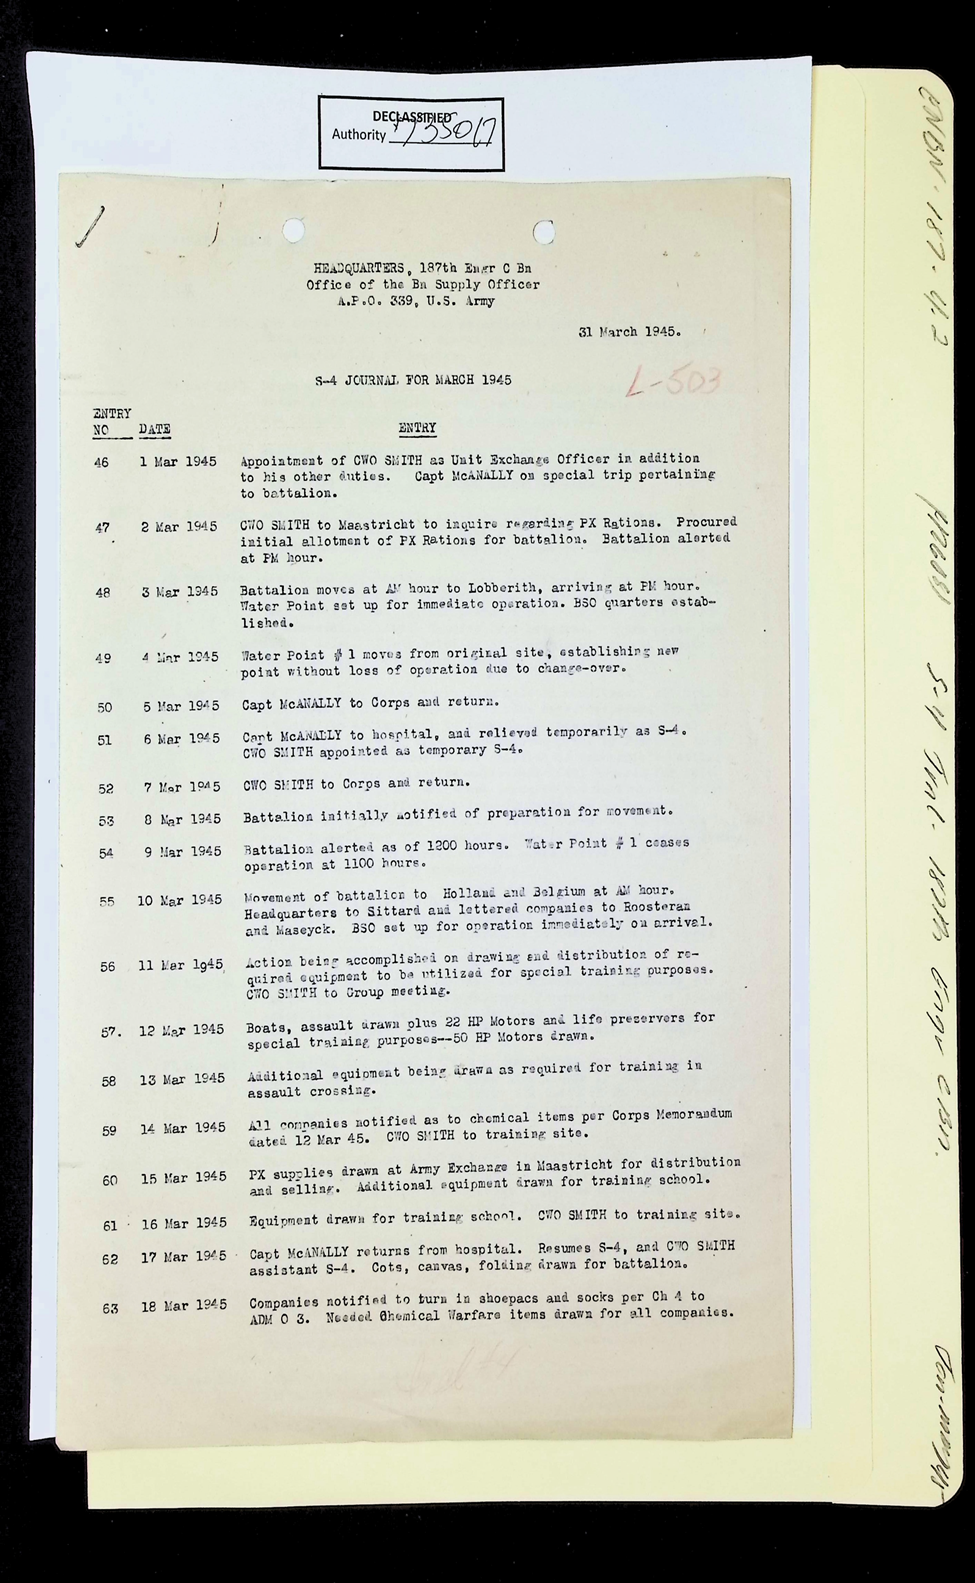 DECLASSIFIED
Authority 735017
HEADQUARTERS, 187th Engr C Bn
Office of the Bn Supply Officer
A.P.O. 339, U.S. Army
31 March 1945.
S-4 JOURNAL FOR MARCH 1945
L-503
ENTRY
NO DATE ENTRY
46 1 Mar 1945 Appointment of CWO SMITH as Unit Exchange Officer in addition
to his other duties. Capt McANALLY on special trip pertaining
to battalion.
47 2 Mar 1945 CWO SMITH to Maastricht to inquire regarding PX Rations. Procured
initial allotment of PX Rations for battalion. Battalion alerted
at PM hour.
48 3 Mar 1945 Battalion moves at AM hour to Lobberith, arriving at PM hour.
Water Point set up for immediate operation. BSO quarters estab-
lished.
49 4 Mar 1945 Water Point # 1 moves from original site, establishing new
point without loss of operation due to change-over.
50 5 Mar 1945 Capt McANALLY to Corps and return.
51 6 Mar 1945 Capt McANALLY to hospital, and relieved temporarily as S-4.
CWO SMITH appointed as temporary S-4.
52 7 Mar 1945 CWO SMITH to Corps and return.
53 8 Mar 1945 Battalion initially notified of preparation for movement.
54 9 Mar 1945 Battalion alerted as of 1200 hours. Water Point # 1 ceases
operation at 1100 hours.
55 10 Mar 1945 Movement of battalion to Holland and Belgium at AM hour.
Headquarters to Sittard and lettered companies to Roosteran
and Maseyck. BSO set up for operation immediately on arrival.
56 11 Mar 1945 Action being accomplished on drawing and distribution of re-
quired equipment to be utilized for special training purposes.
CWO SMITH to Group meeting.
57. 12 Mar 1945 Boats, assault drawn plus 22 HP Motors and life prezervers for
special training purposes--50 HP Motors drawn.
58 13 Mar 1945 Additional equipment being drawn as required for training in
assault crossing.
59 14 Mar 1945 All companies notified as to chemical items per Corps Memorandum
dated 12 Mar 45. CWO SMITH to training site.
60 15 Mar 1945 PX supplies drawn at Army Exchange in Maastricht for distribution
and selling. Additional equipment drawn for training school.
61 16 Mar 1945 Equipment drawn for training school. CWO SMITH to training site.
62 17 Mar 1945 Capt McANALLY returns from hospital. Resumes S-4, and CWO SMITH
assistant S-4. Cots, canvas, folding drawn for battalion.
63 18 Mar 1945 Companies notified to turn in shoepacs and socks per Ch 4 to
ADM O 3. Needed Chemical Warfare items drawn for all companies.
ENBN-187-4.2
S-4 Jnl- 187th Engr C Bn.